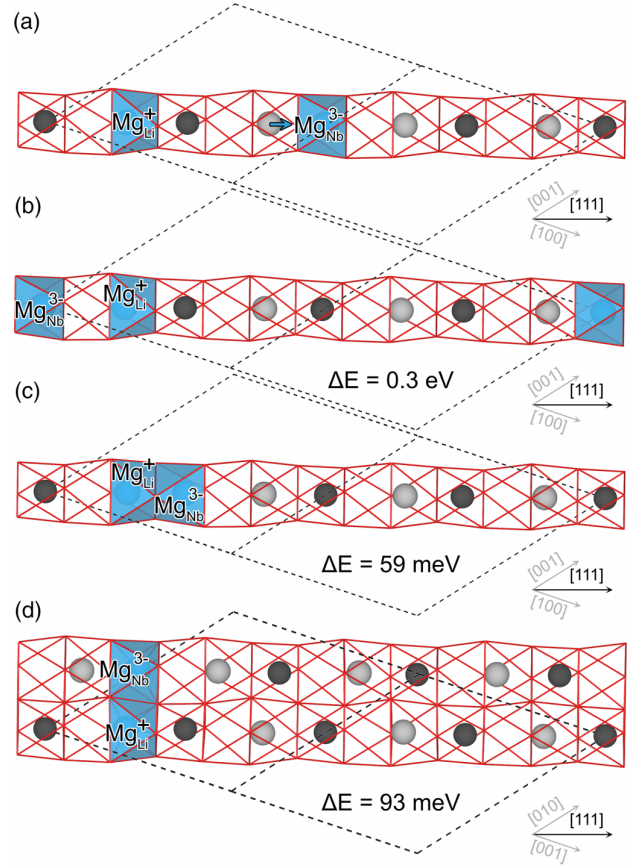 (a)
Mg⁺Li
Mg³⁻Nb
[001]
[111]
[100]
(b)
Mg³⁻Nb
Mg⁺Li
ΔE = 0.3 eV
[001]
[111]
[100]
(c)
Mg⁺Li
Mg³⁻Nb
ΔE = 59 meV
[001]
[111]
[100]
(d)
Mg³⁻Nb
Mg⁺Li
ΔE = 93 meV
[010]
[111]
[001]